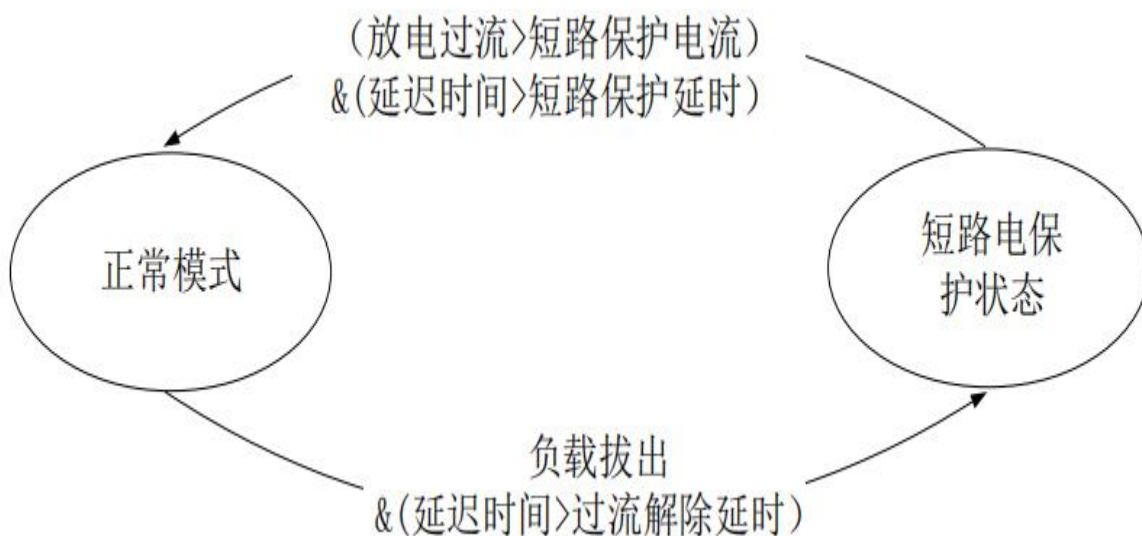 (放电过流>短路保护电流)
&(延迟时间>短路保护延时)
正常模式
短路电保
护状态
负载拔出
&(延迟时间>过流解除延时)